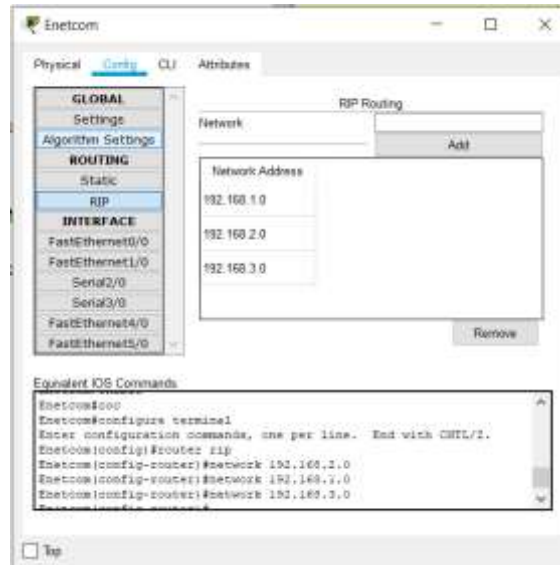 Enetcom
Physical Config CLI Attributes
GLOBAL
Settings
Algorithm Settings
ROUTING
Static
RIP
INTERFACE
FastEthernet0/0
FastEthernet1/0
Serial2/0
Serial3/0
FastEthernet4/0
FastEthernet5/0
RIP Routing
Network
Add
Network Address
192.168.1.0
192.168.2.0
192.168.3.0
Remove
Equivalent IOS Commands
Enetcom#configure terminal
Enter configuration commands, one per line. End with CNTL/Z.
Enetcom(config)#router rip
Enetcom(config-router)#network 192.168.2.0
Enetcom(config-router)#network 192.168.1.0
Enetcom(config-router)#network 192.168.3.0
Enetcom(config-router)#
Top